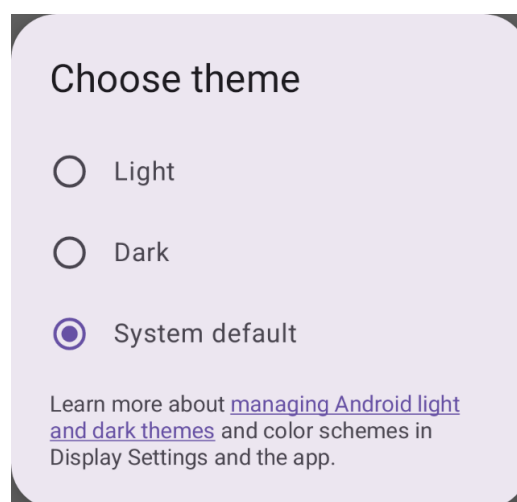 Choose theme
Light
Dark
System default
Learn more about managing Android light
and dark themes and color schemes in
Display Settings and the app.